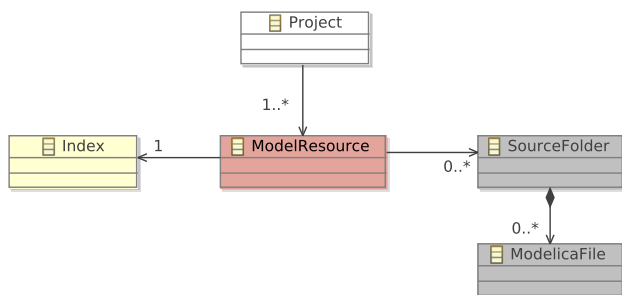 Project
1..*
Index
1
ModelResource
0..*
SourceFolder
0..*
ModelicaFile